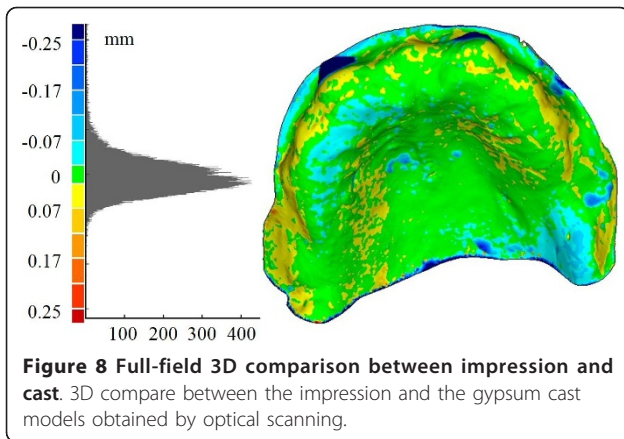 -0.25
mm
-0.17
-0.07
0
0.07
0.17
0.25
100 200 300 400
Figure 8 Full-field 3D comparison between impression and
cast. 3D compare between the impression and the gypsum cast
models obtained by optical scanning.